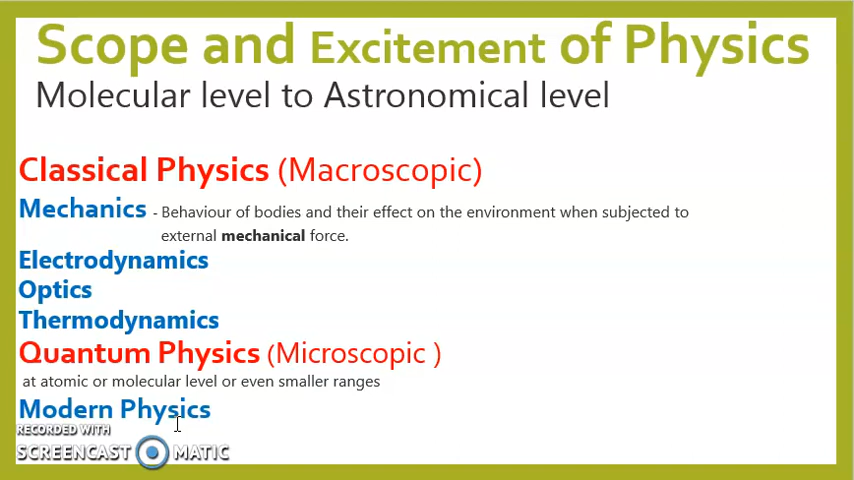 Scope and Excitement of Physics
Molecular level to Astronomical level
Classical Physics (Macroscopic)
Mechanics - Behaviour of bodies and their effect on the environment when subjected to
external mechanical force.
Electrodynamics
Optics
Thermodynamics
Quantum Physics (Microscopic )
at atomic or molecular level or even smaller ranges
Modern Physics
RECORDED WITH
SCREENCAST MATIC